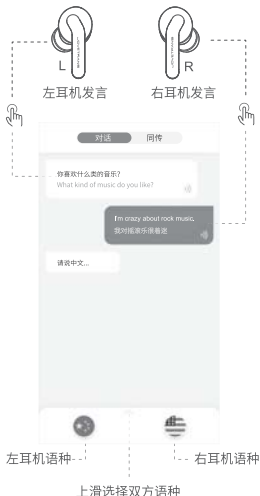 L
R
左耳机发言
右耳机发言
对话
同传
你喜欢什么类的音乐?
What kind of music do you like?
I'm crazy about rock music.
我对摇滚乐很着迷
请说中文...
左耳机语种
右耳机语种
上滑选择双方语种